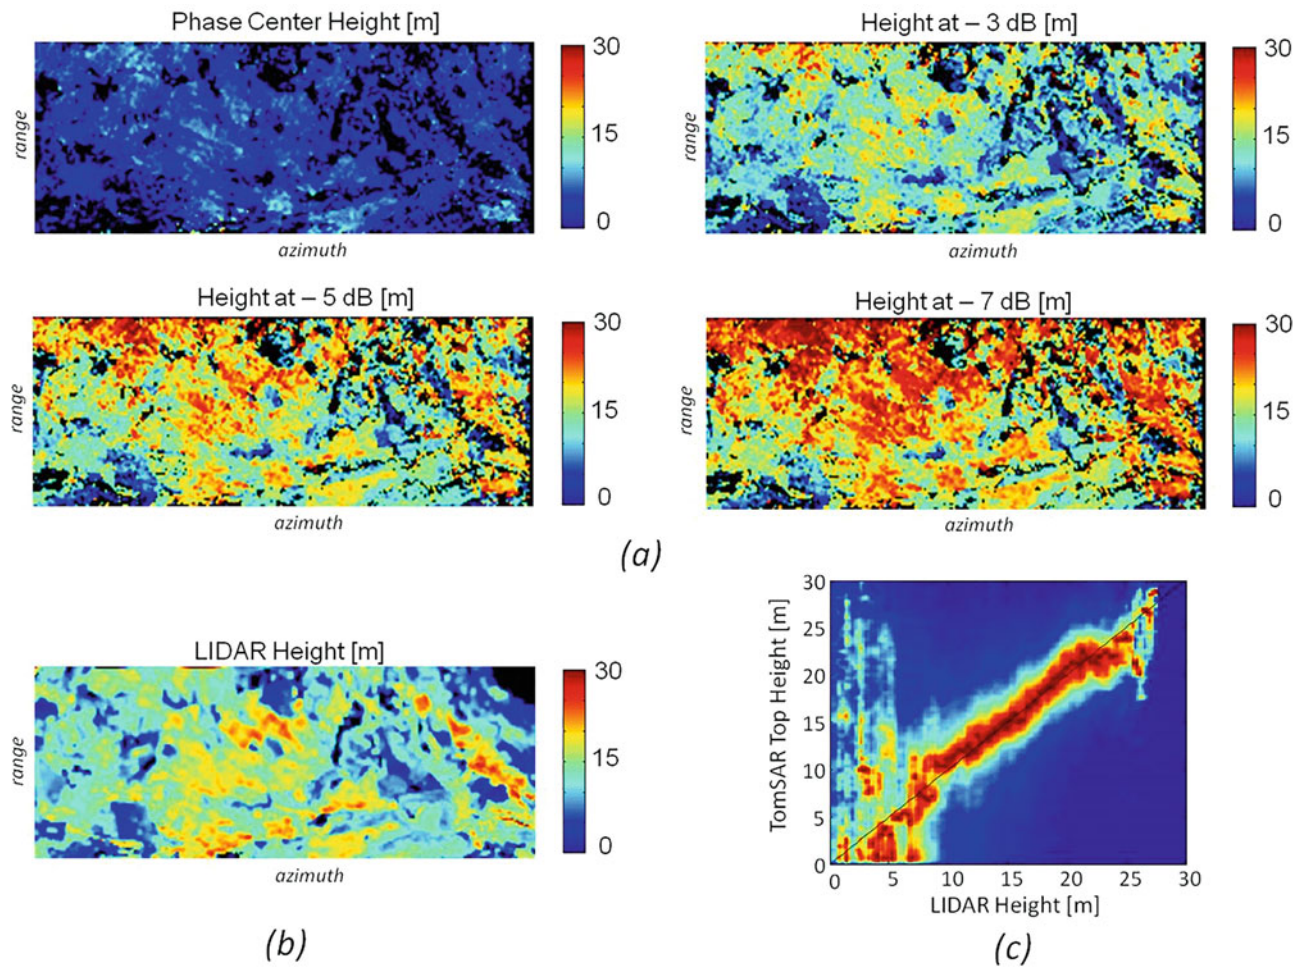 Phase Center Height [m]
range
30
15
0
azimuth
Height at – 3 dB [m]
range
30
15
0
azimuth
Height at – 5 dB [m]
range
30
15
0
azimuth
Height at – 7 dB [m]
range
30
15
0
azimuth
(a)
LIDAR Height [m]
range
30
15
0
azimuth
(b)
TomSAR Top Height [m]
30
25
20
15
10
5
0
0 5 10 15 20 25 30
LIDAR Height [m]
(c)